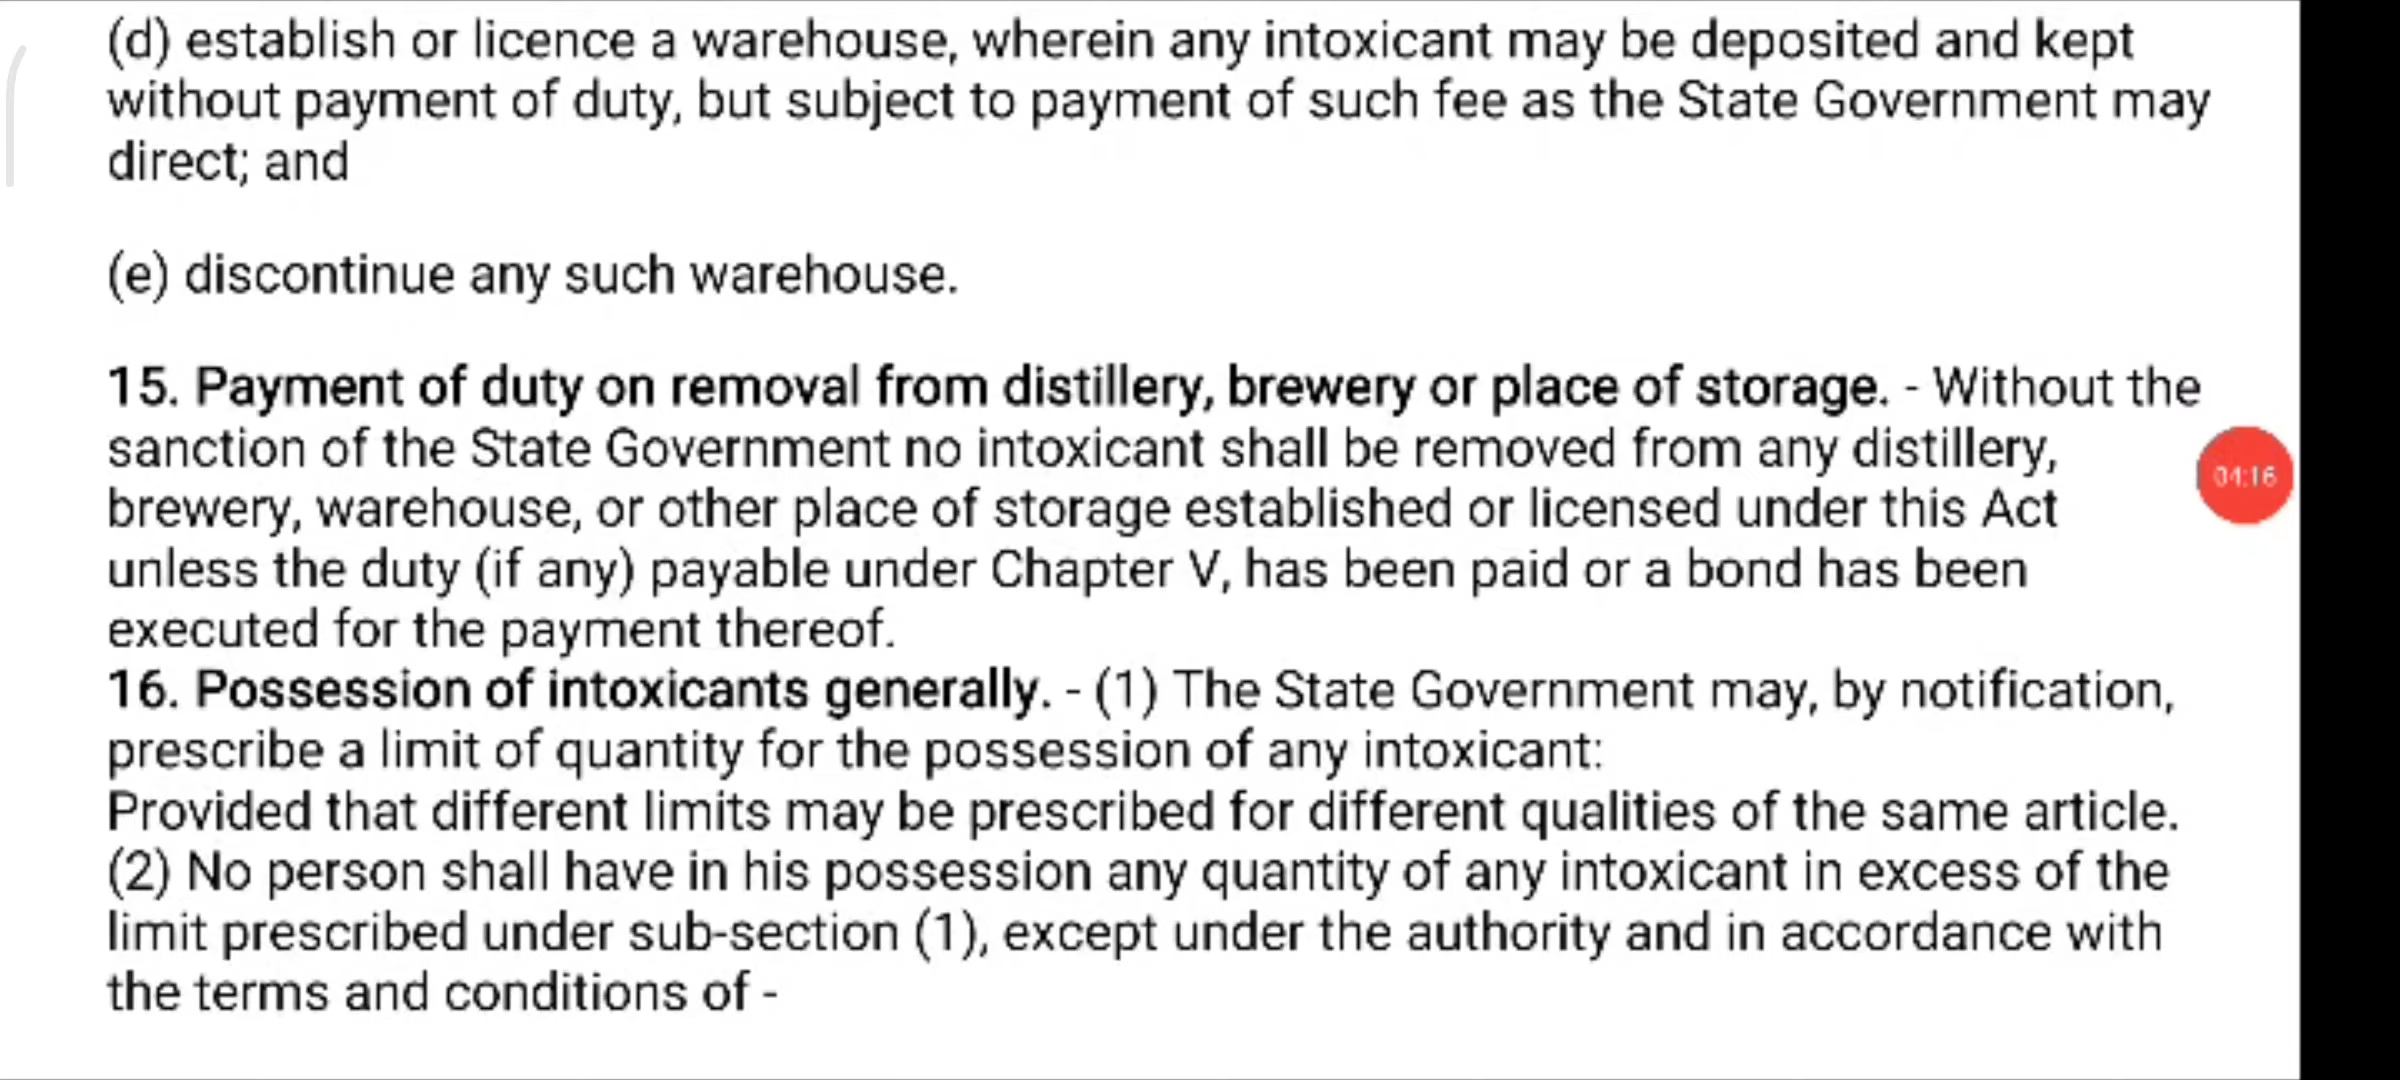 (d) establish or licence a warehouse, wherein any intoxicant may be deposited and kept
without payment of duty, but subject to payment of such fee as the State Government may
direct; and
(e) discontinue any such warehouse.
15. Payment of duty on removal from distillery, brewery or place of storage. - Without the
sanction of the State Government no intoxicant shall be removed from any distillery,
brewery, warehouse, or other place of storage established or licensed under this Act
unless the duty (if any) payable under Chapter V, has been paid or a bond has been
executed for the payment thereof.
16. Possession of intoxicants generally. - (1) The State Government may, by notification,
prescribe a limit of quantity for the possession of any intoxicant:
Provided that different limits may be prescribed for different qualities of the same article.
(2) No person shall have in his possession any quantity of any intoxicant in excess of the
limit prescribed under sub-section (1), except under the authority and in accordance with
the terms and conditions of -
04:16